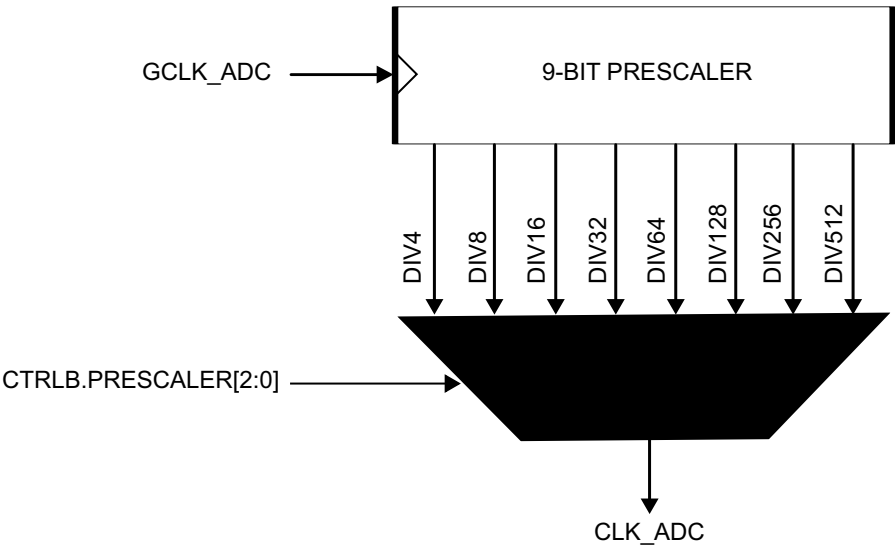 GCLK_ADC
9-BIT PRESCALER
DIV4
DIV8
DIV16
DIV32
DIV64
DIV128
DIV256
DIV512
CTRLB.PRESCALER[2:0]
CLK_ADC